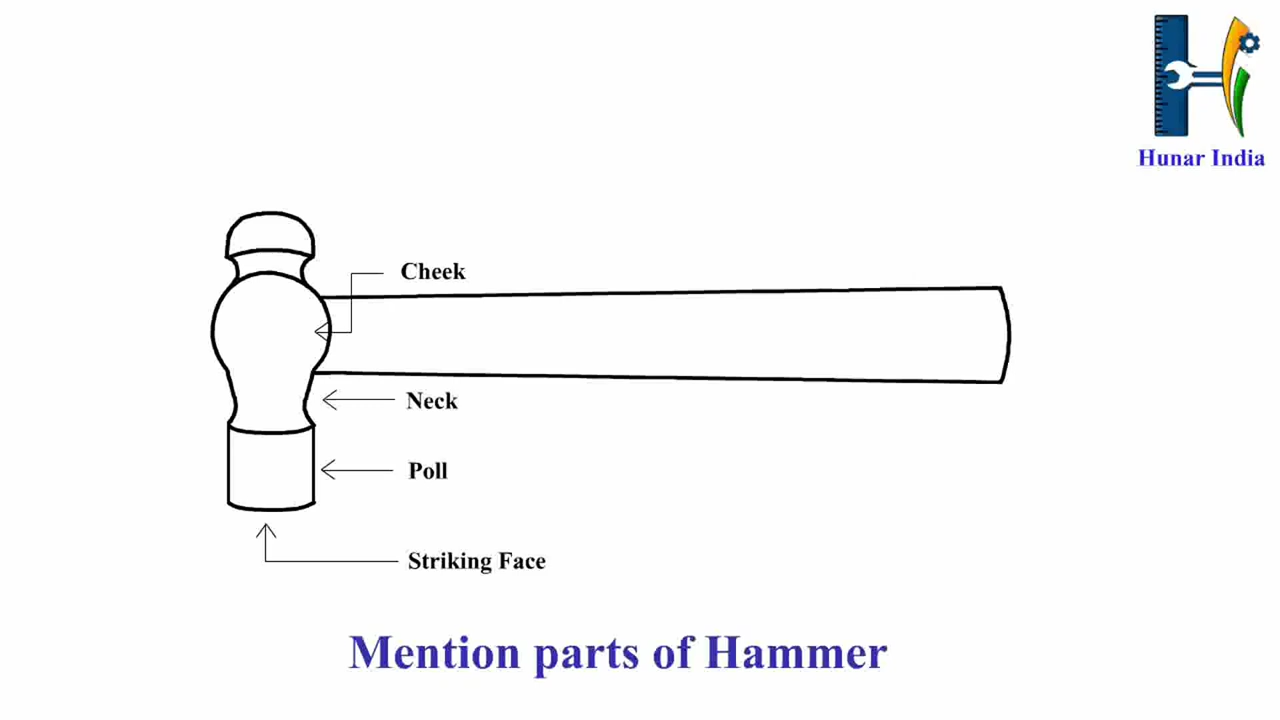 Hunar India
Cheek
Neck
Poll
Striking Face
Mention parts of Hammer